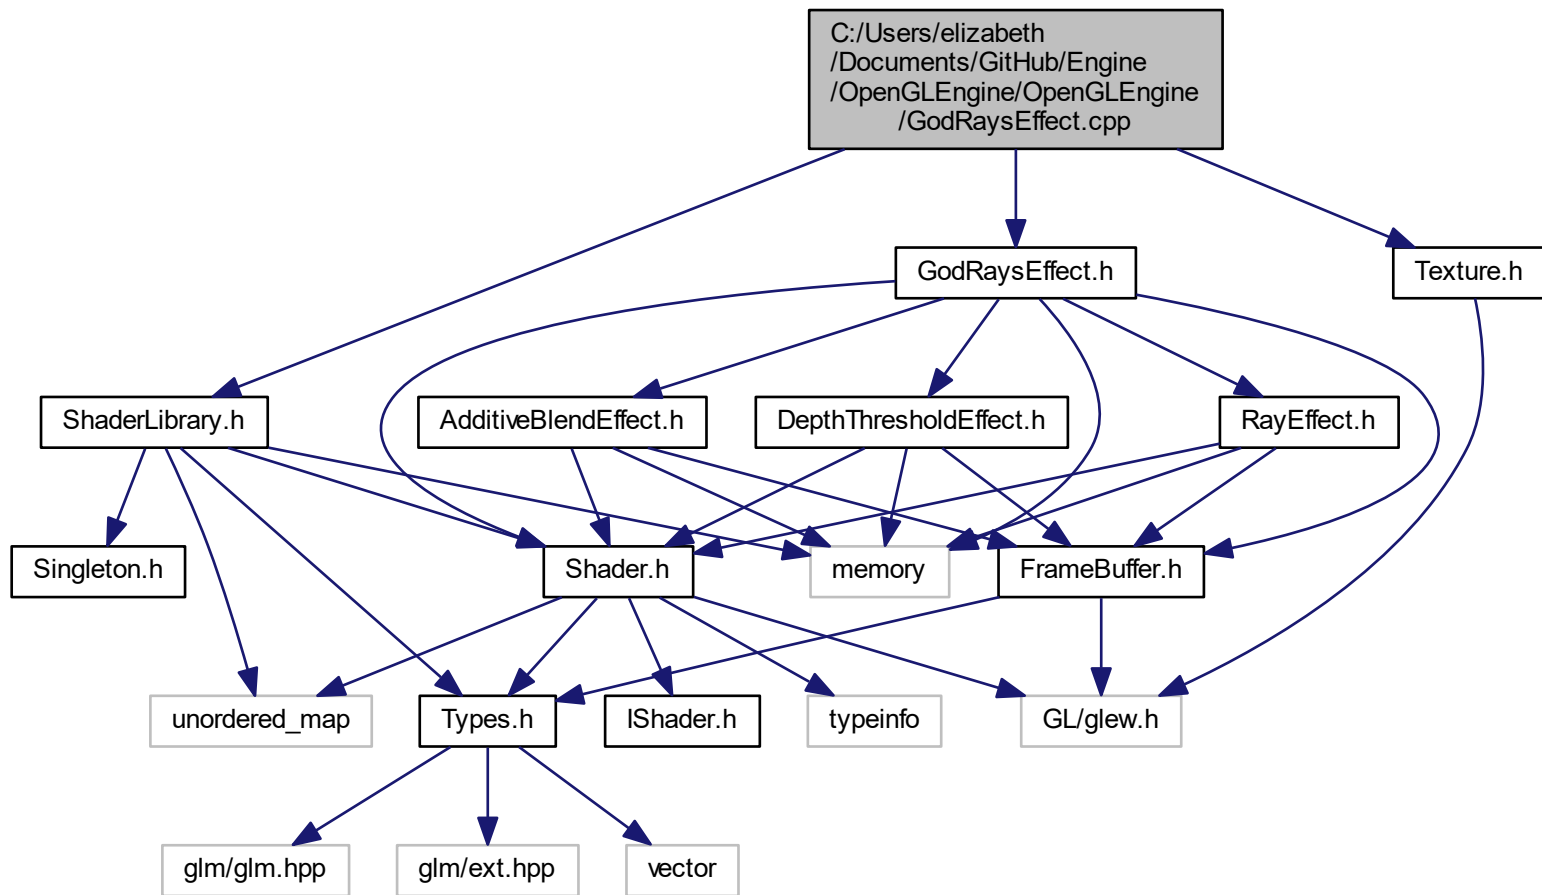 C:/Users/elizabeth
/Documents/GitHub/Engine
/OpenGLEngine/OpenGLEngine
/GodRaysEffect.cpp
GodRaysEffect.h
Texture.h
ShaderLibrary.h
AdditiveBlendEffect.h
DepthThresholdEffect.h
RayEffect.h
Singleton.h
Shader.h
memory
FrameBuffer.h
unordered_map
Types.h
IShader.h
typeinfo
GL/glew.h
glm/glm.hpp
glm/ext.hpp
vector